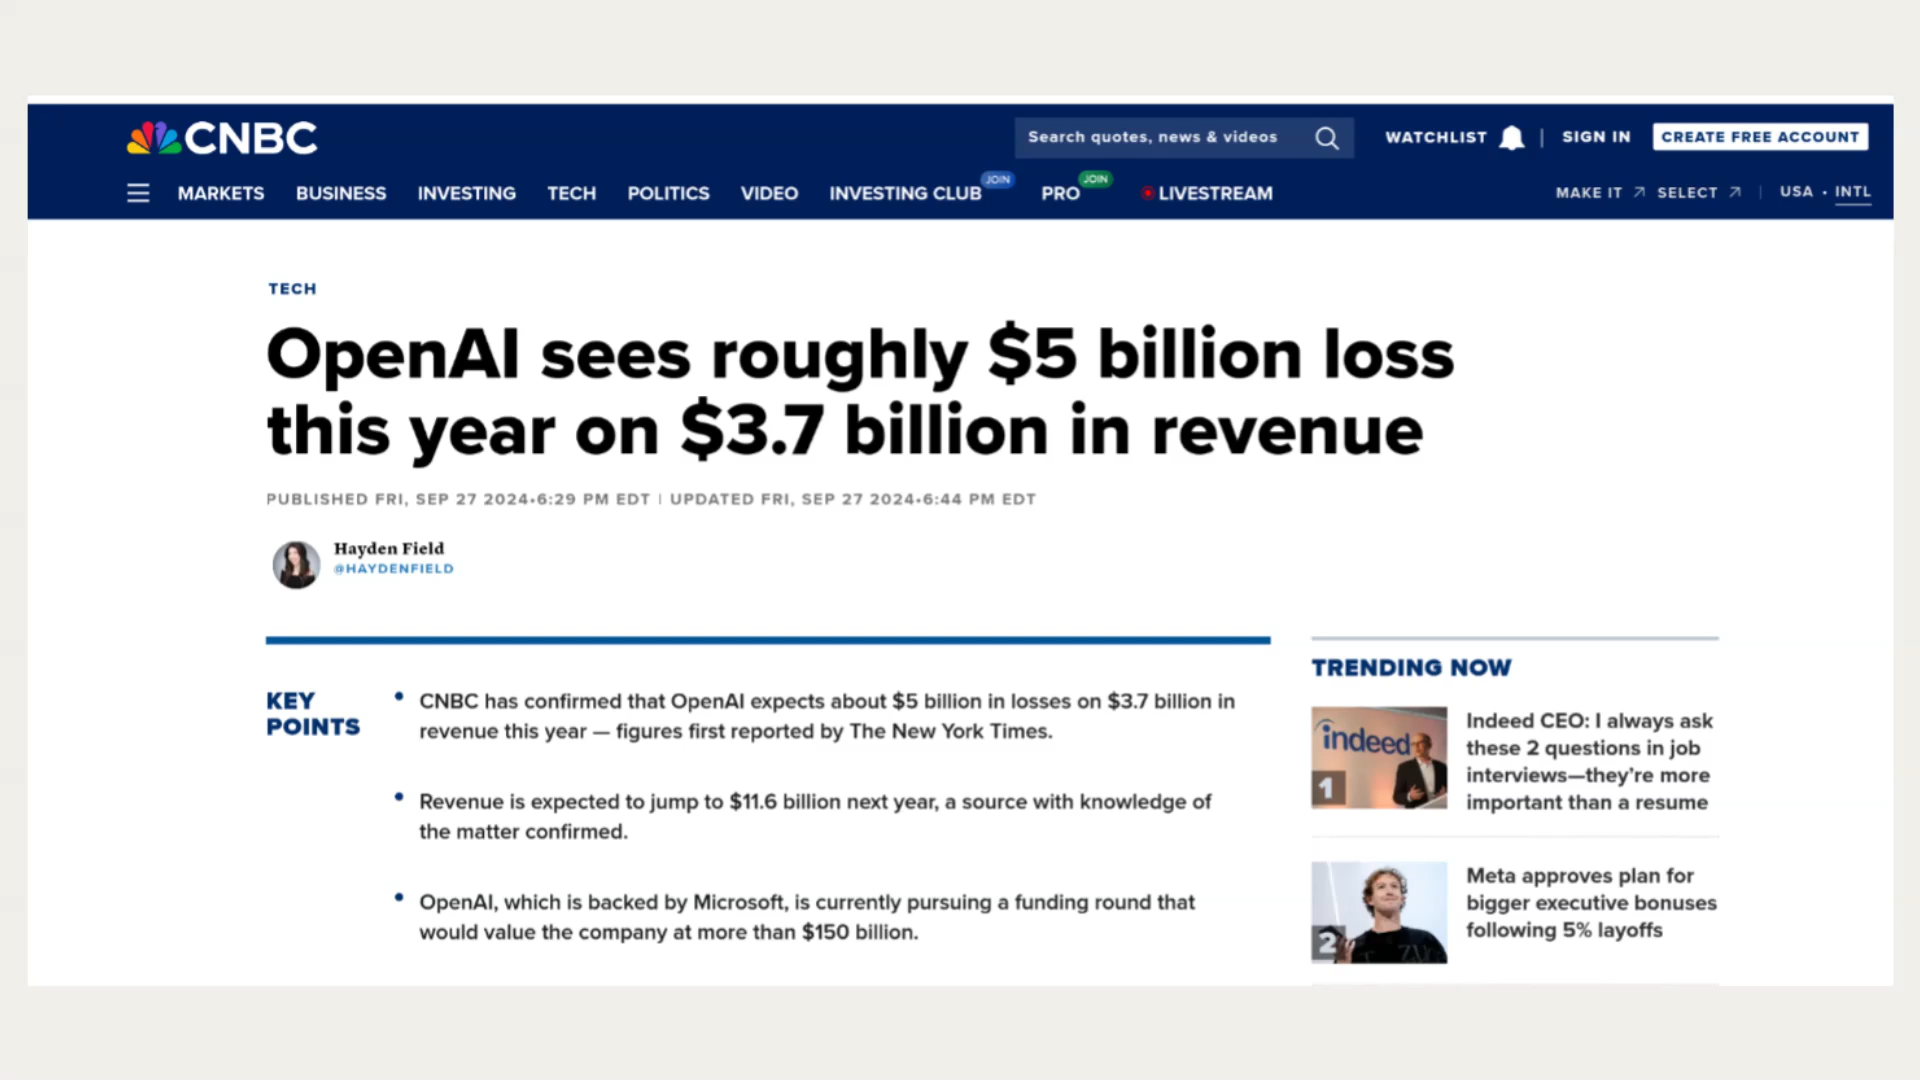 CNBC
Search quotes, news & videos
WATCHLIST
SIGN IN
CREATE FREE ACCOUNT
MARKETS
BUSINESS
INVESTING
TECH
POLITICS
VIDEO
INVESTING CLUB JOIN
PRO JOIN
LIVESTREAM
MAKE IT
SELECT
USA • INTL
TECH
OpenAI sees roughly $5 billion loss
this year on $3.7 billion in revenue
PUBLISHED FRI, SEP 27 2024•6:29 PM EDT | UPDATED FRI, SEP 27 2024•6:44 PM EDT
Hayden Field
@HAYDENFIELD
KEY
POINTS
• CNBC has confirmed that OpenAI expects about $5 billion in losses on $3.7 billion in
revenue this year — figures first reported by The New York Times.
• Revenue is expected to jump to $11.6 billion next year, a source with knowledge of
the matter confirmed.
• OpenAI, which is backed by Microsoft, is currently pursuing a funding round that
would value the company at more than $150 billion.
TRENDING NOW
indeed
1
Indeed CEO: I always ask
these 2 questions in job
interviews—they’re more
important than a resume
2
Meta approves plan for
bigger executive bonuses
following 5% layoffs